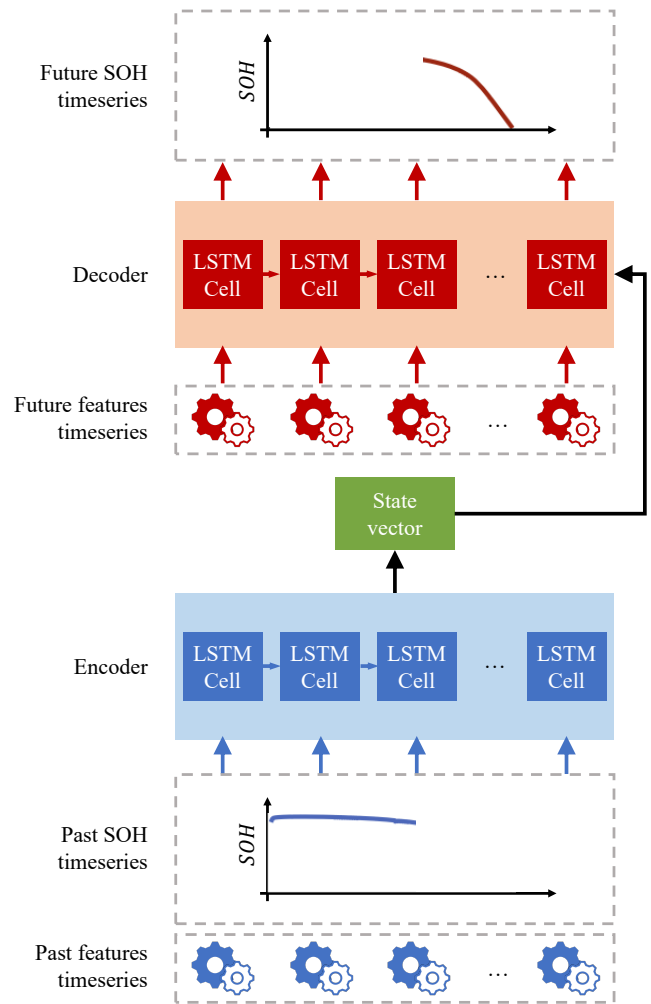 Future SOH
timeseries
SOH
Decoder
LSTM
Cell
LSTM
Cell
LSTM
Cell
...
LSTM
Cell
Future features
timeseries
...
State
vector
Encoder
LSTM
Cell
LSTM
Cell
LSTM
Cell
...
LSTM
Cell
Past SOH
timeseries
SOH
Past features
timeseries
...